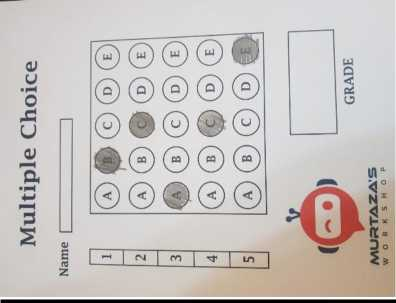 Multiple Choice
Name
1 A B C D E
2 A B C D E
3 A B C D E
4 A B C D E
5 A B C D E
GRADE
MURTAZA'S
WORKSHOP